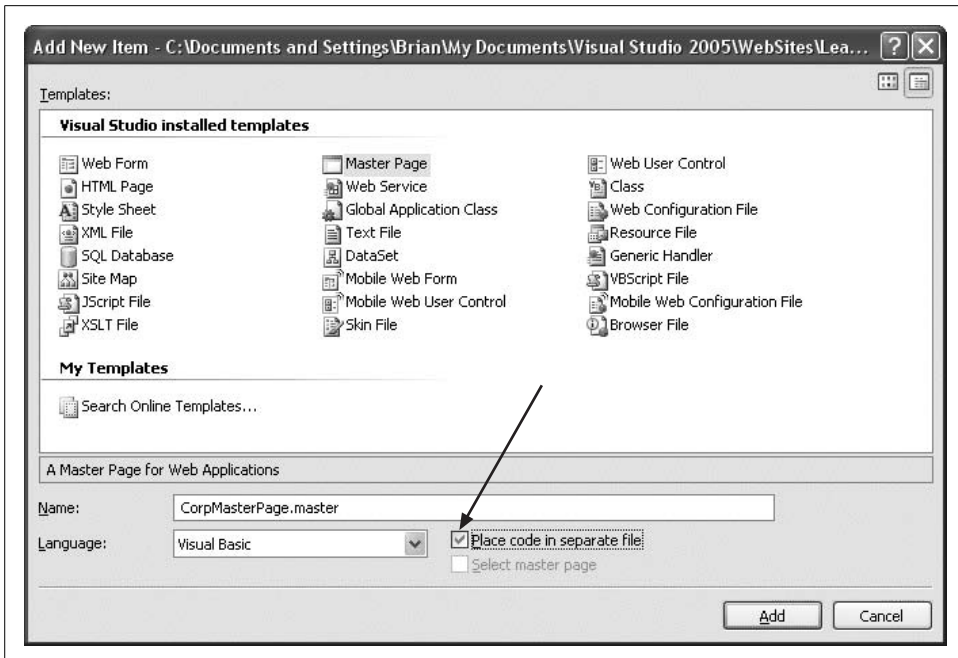 Add New Item - C:\Documents and Settings\Brian\My Documents\Visual Studio 2005\WebSites\Lea...
Templates:
Visual Studio installed templates
Web Form
Master Page
Web User Control
HTML Page
Web Service
Class
Style Sheet
Global Application Class
Web Configuration File
XML File
Text File
Resource File
SQL Database
DataSet
Generic Handler
Site Map
Mobile Web Form
VBScript File
JScript File
Mobile Web User Control
Mobile Web Configuration File
XSLT File
Skin File
Browser File
My Templates
Search Online Templates...
A Master Page for Web Applications
Name:
CorpMasterPage.master
Language:
Visual Basic
Place code in separate file
Select master page
Add
Cancel